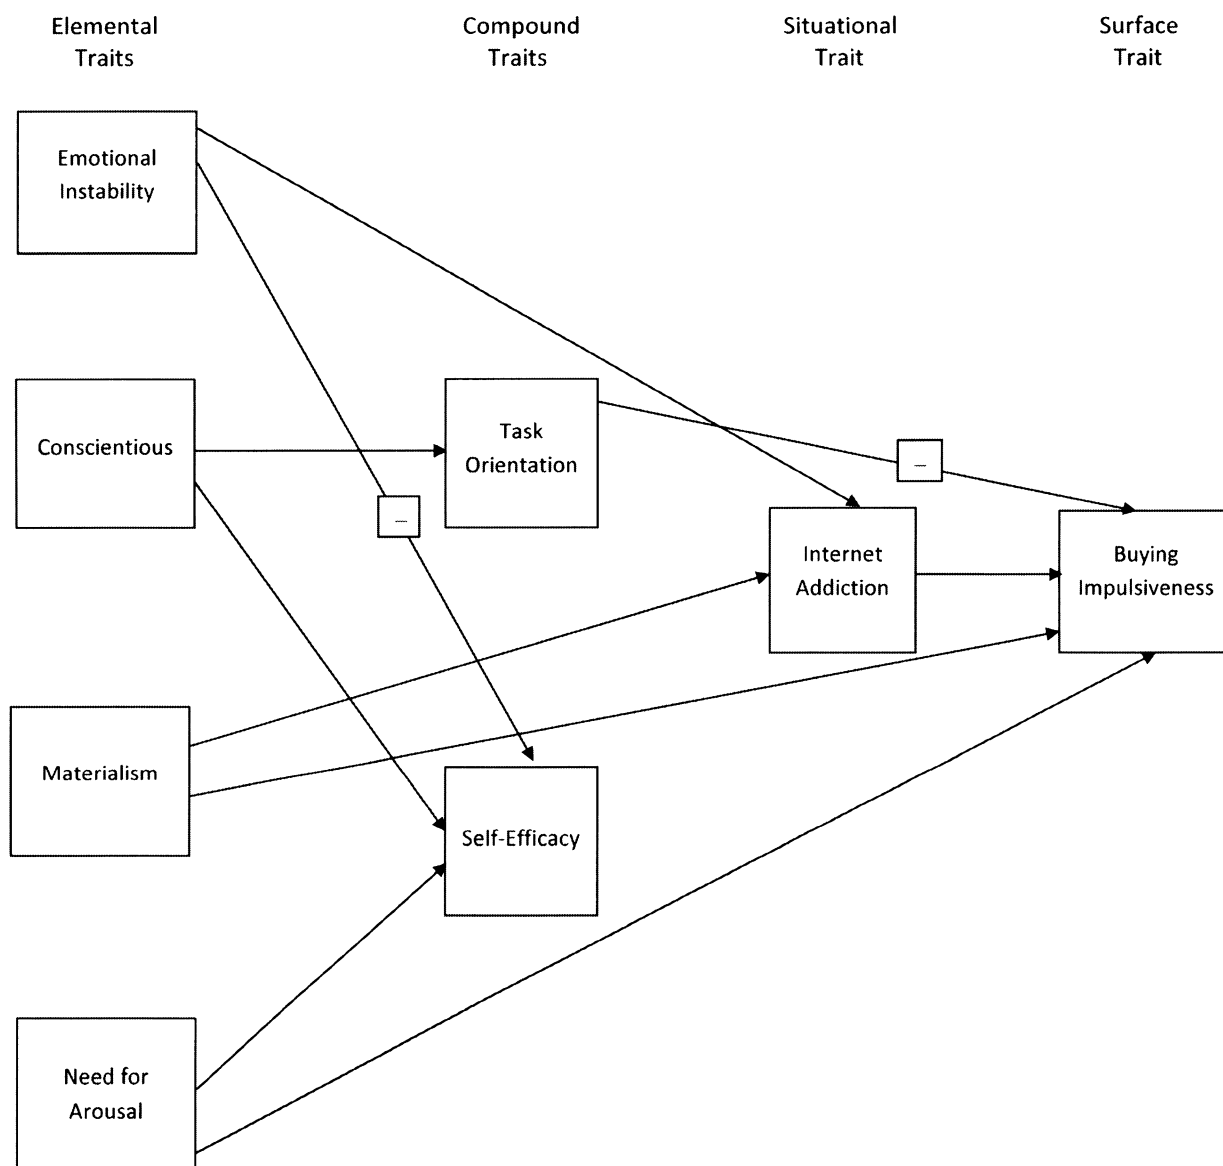 Elemental
Traits
Compound
Traits
Situational
Trait
Surface
Trait
Emotional
Instability
Conscientious
Task
Orientation
–
–
Internet
Addiction
Buying
Impulsiveness
Materialism
Self-Efficacy
Need for
Arousal